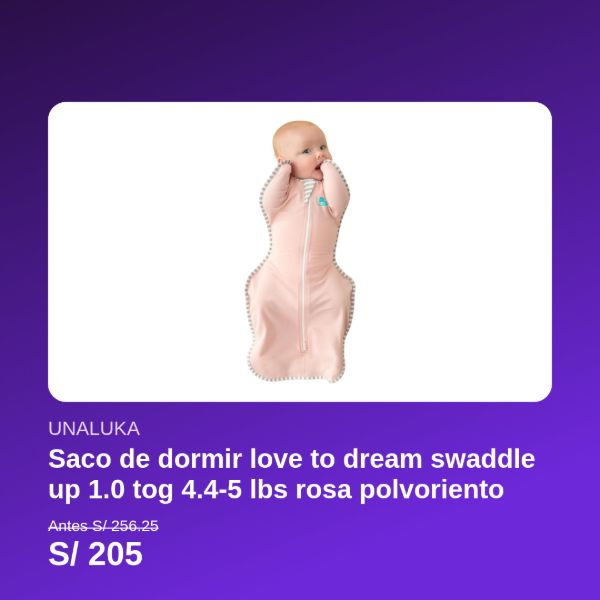 UNALUKA
Saco de dormir love to dream swaddle
up 1.0 tog 4.4-5 lbs rosa polvoriento
Antes S/ 256.25
S/ 205